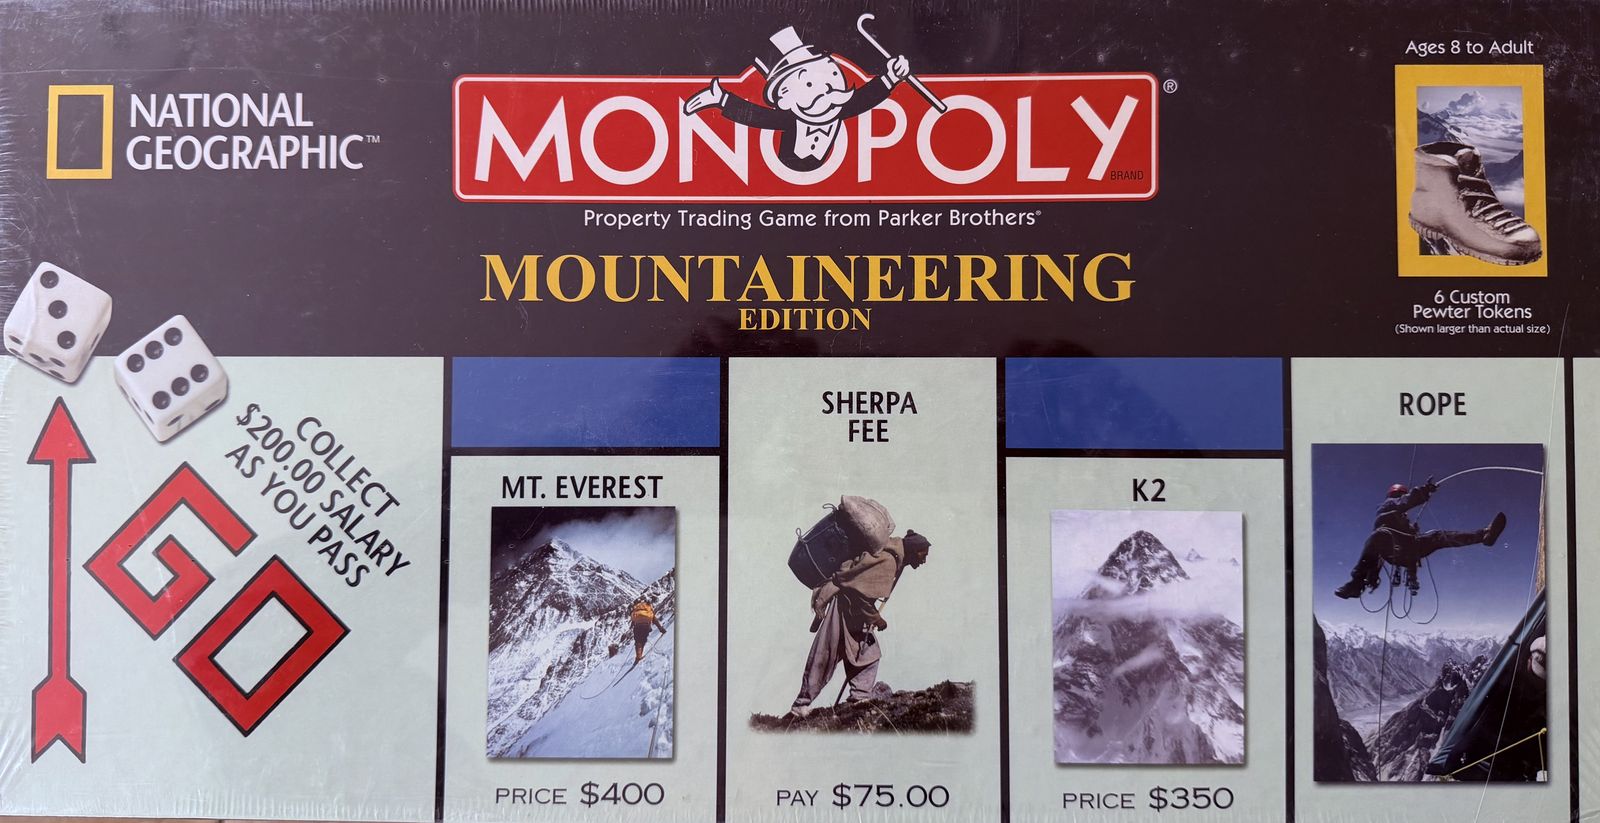 NATIONAL
GEOGRAPHIC™
MONOPOLY®
BRAND
Property Trading Game from Parker Brothers®
MOUNTAINEERING
EDITION
Ages 8 to Adult
6 Custom
Pewter Tokens
(Shown larger than actual size)
COLLECT
$200.00 SALARY
AS YOU PASS
GO
MT. EVEREST
PRICE $400
SHERPA
FEE
PAY $75.00
K2
PRICE $350
ROPE